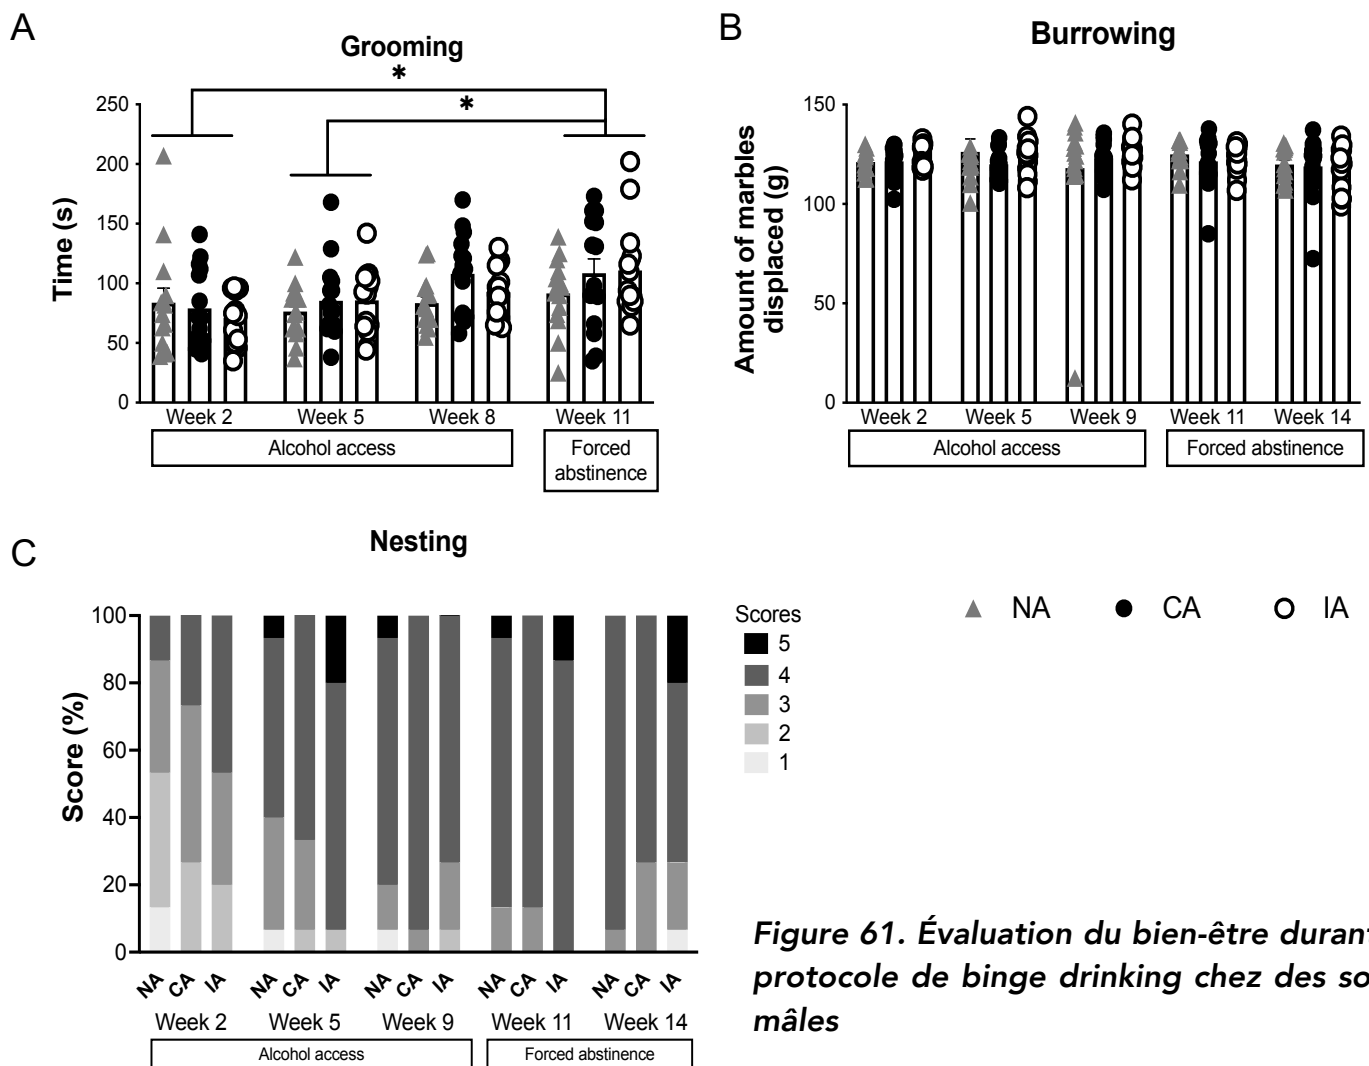 A
Grooming
*
*
Time (s)
250
200
150
100
50
0
Week 2 Week 5 Week 8 Week 11
Alcohol access
Forced
abstinence
B
Burrowing
Amount of marbles
displaced (g)
150
100
50
0
Week 2 Week 5 Week 9 Week 11 Week 14
Alcohol access Forced abstinence
C
Nesting
Score (%)
100
80
60
40
20
0
NA CA IA NA CA IA NA CA IA NA CA IA NA CA IA
Week 2 Week 5 Week 9 Week 11 Week 14
Alcohol access Forced abstinence
Scores
5
4
3
2
1
NA CA IA
Figure 61. Évaluation du bien-être durant
protocole de binge drinking chez des so
mâles